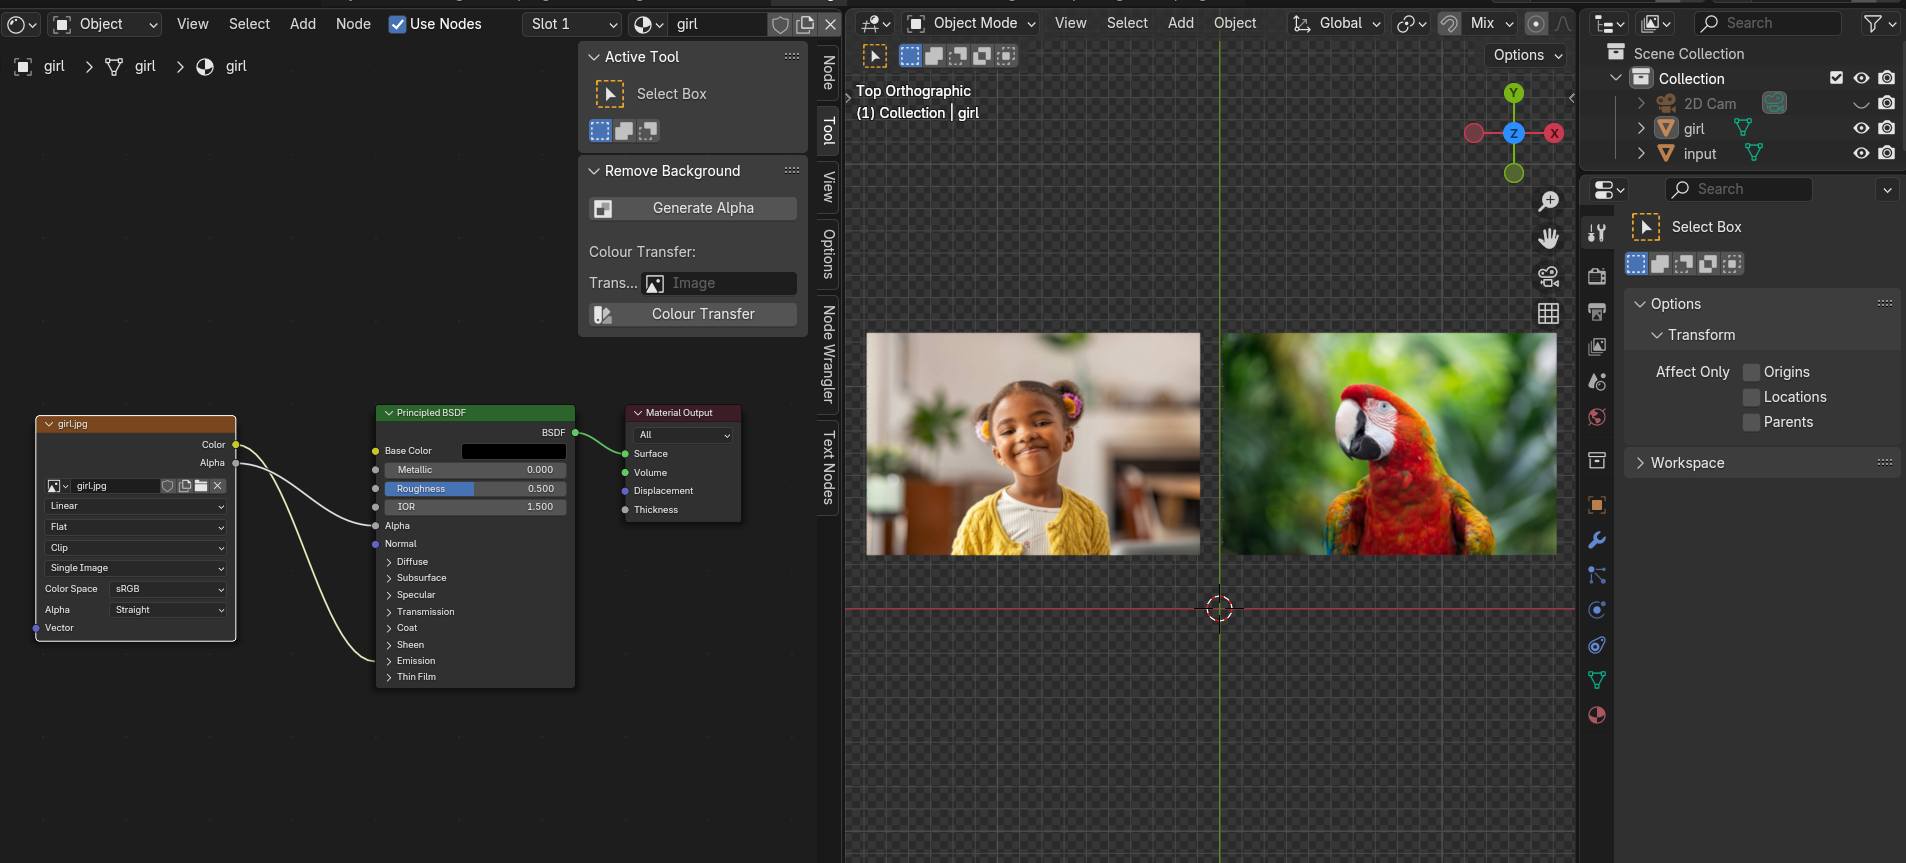 Object
View
Select
Add
Node
Use Nodes
Slot 1
girl
girl
girl
girl
Active Tool
Select Box
Remove Background
Generate Alpha
Colour Transfer:
Trans...
Image
Colour Transfer
Node
Tool
View
Options
Node Wrangler
Text Nodes
girl.jpg
Color
Alpha
girl.jpg
Linear
Flat
Clip
Single Image
Color Space
sRGB
Alpha
Straight
Vector
Principled BSDF
BSDF
Base Color
Metallic 0.000
Roughness 0.500
IOR 1.500
Alpha
Normal
Diffuse
Subsurface
Specular
Transmission
Coat
Sheen
Emission
Thin Film
Material Output
All
Surface
Volume
Displacement
Thickness
Object Mode
View
Select
Add
Object
Global
Mix
Options
Top Orthographic
(1) Collection | girl
Y
Z
X
Search
Scene Collection
Collection
2D Cam
girl
input
Search
Select Box
Options
Transform
Affect Only
Origins
Locations
Parents
Workspace